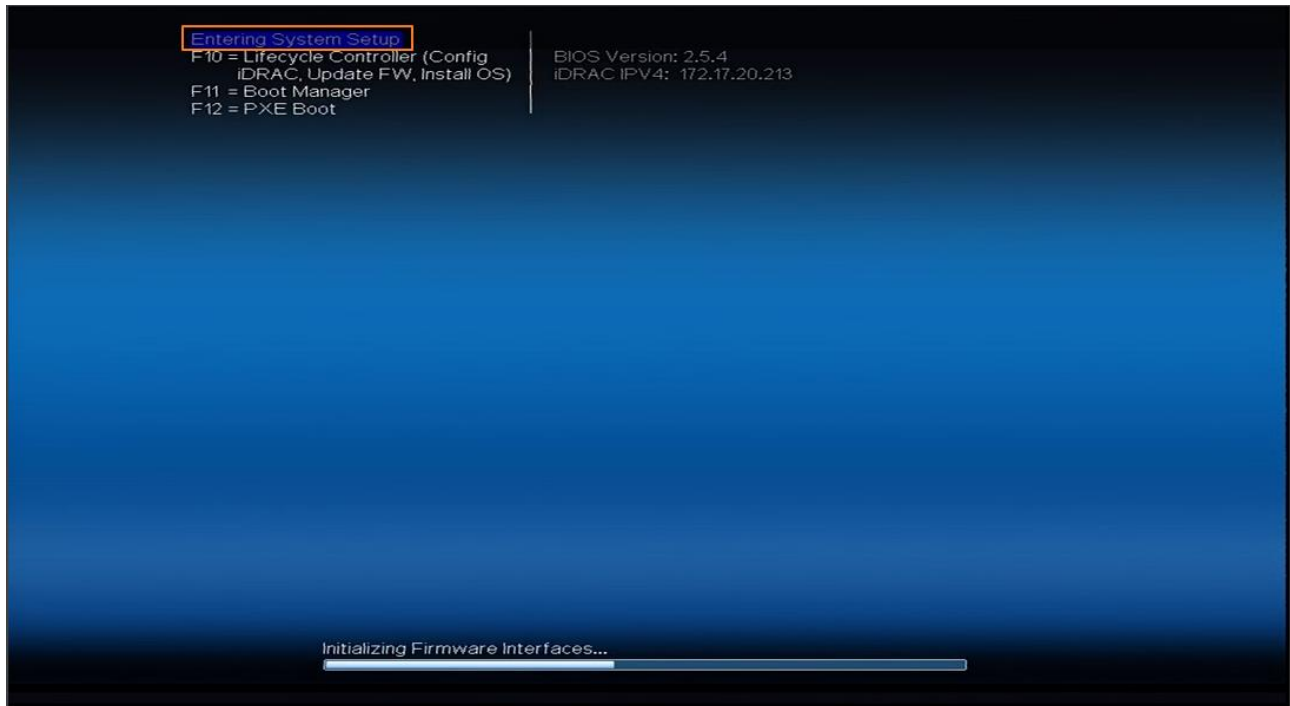 Entering System Setup
F10 = Lifecycle Controller (Config
iDRAC, Update FW, Install OS)
F11 = Boot Manager
F12 = PXE Boot
BIOS Version: 2.5.4
iDRAC IPV4: 172.17.20.213
Initializing Firmware Interfaces...